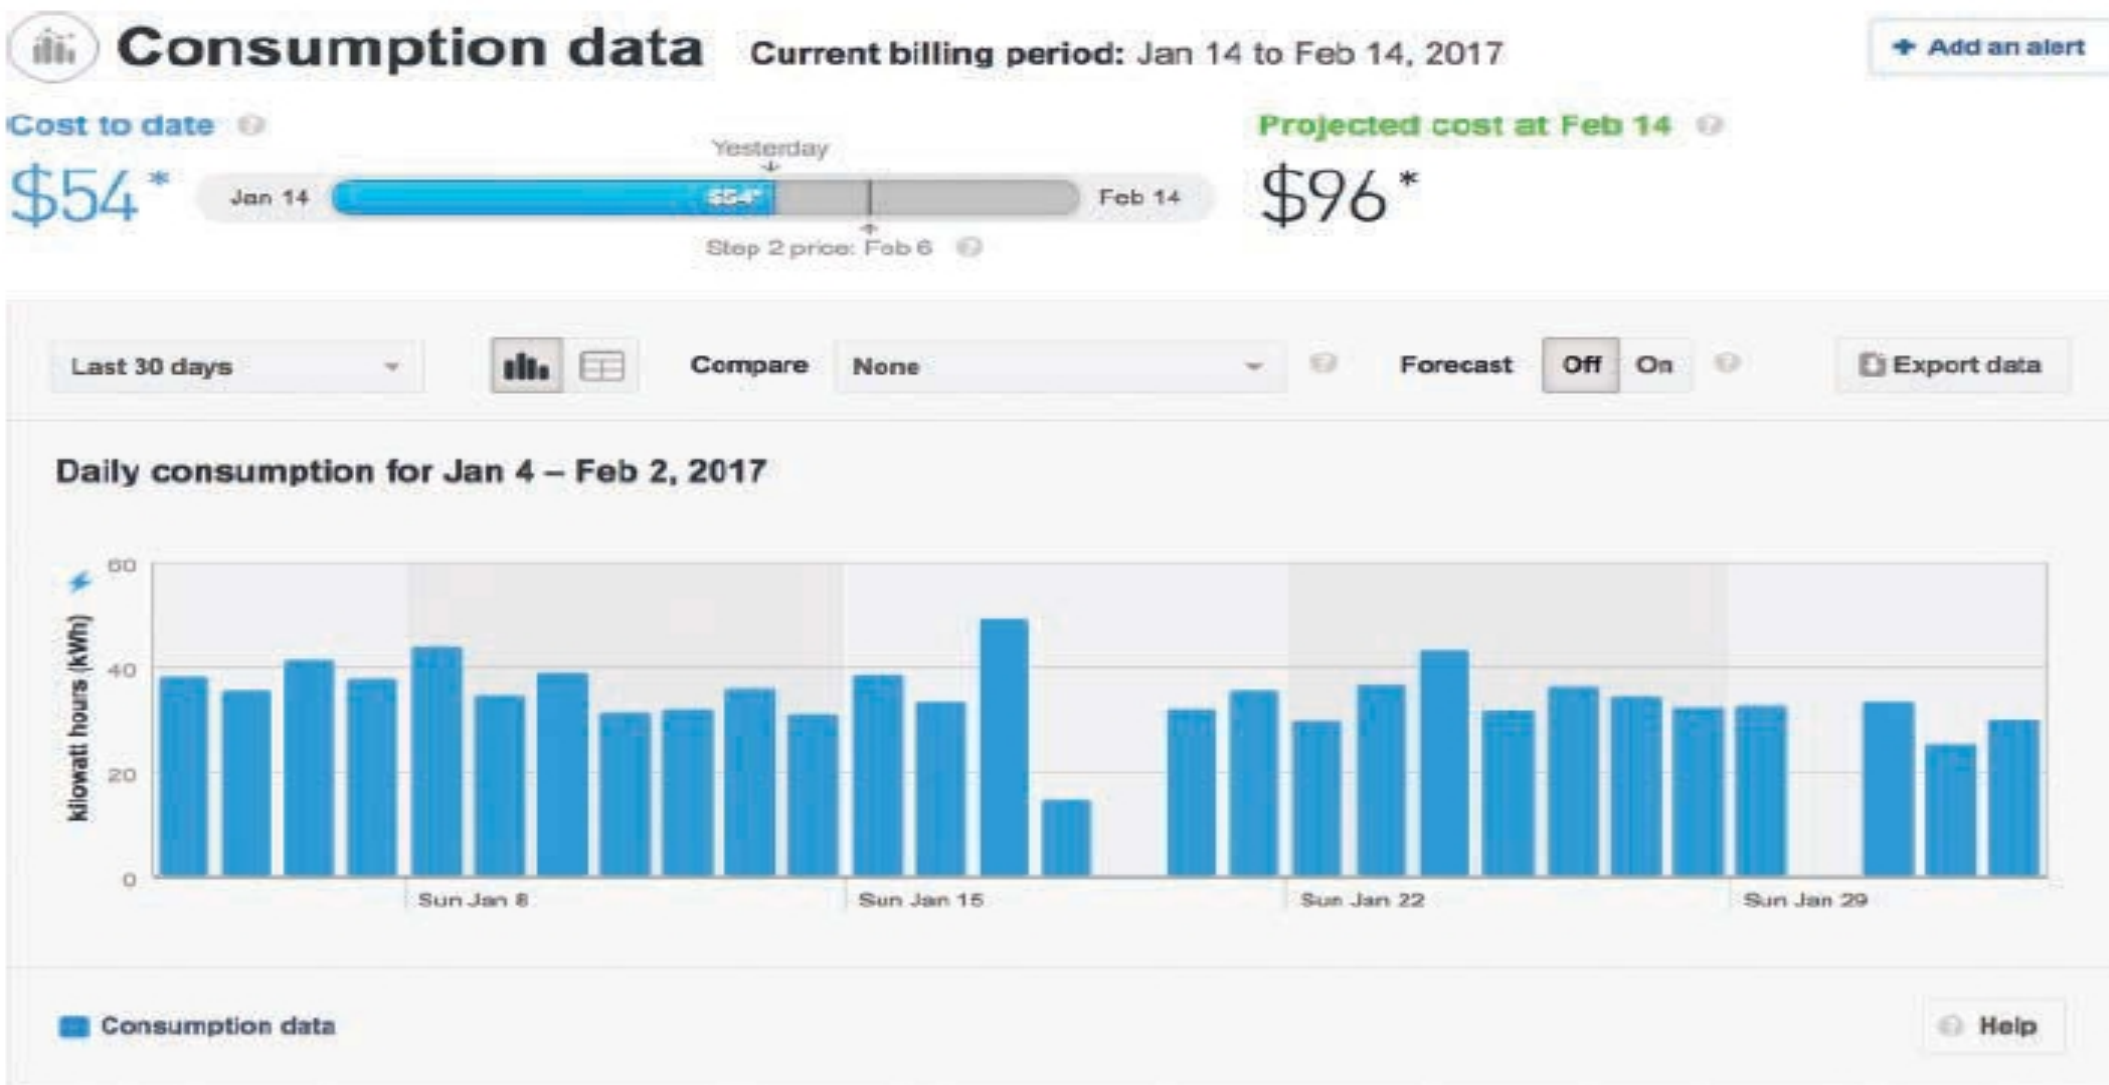 Consumption data Current billing period: Jan 14 to Feb 14, 2017
+ Add an alert
Cost to date ?
Projected cost at Feb 14 ?
Yesterday
$54* Jan 14 $54* Feb 14 $96*
Step 2 price: Feb 6 ?
Last 30 days Compare None ? Forecast Off On ? Export data
Daily consumption for Jan 4 – Feb 2, 2017
kilowatt hours (kWh)
60
40
20
0
Sun Jan 8 Sun Jan 15 Sun Jan 22 Sun Jan 29
Consumption data
? Help